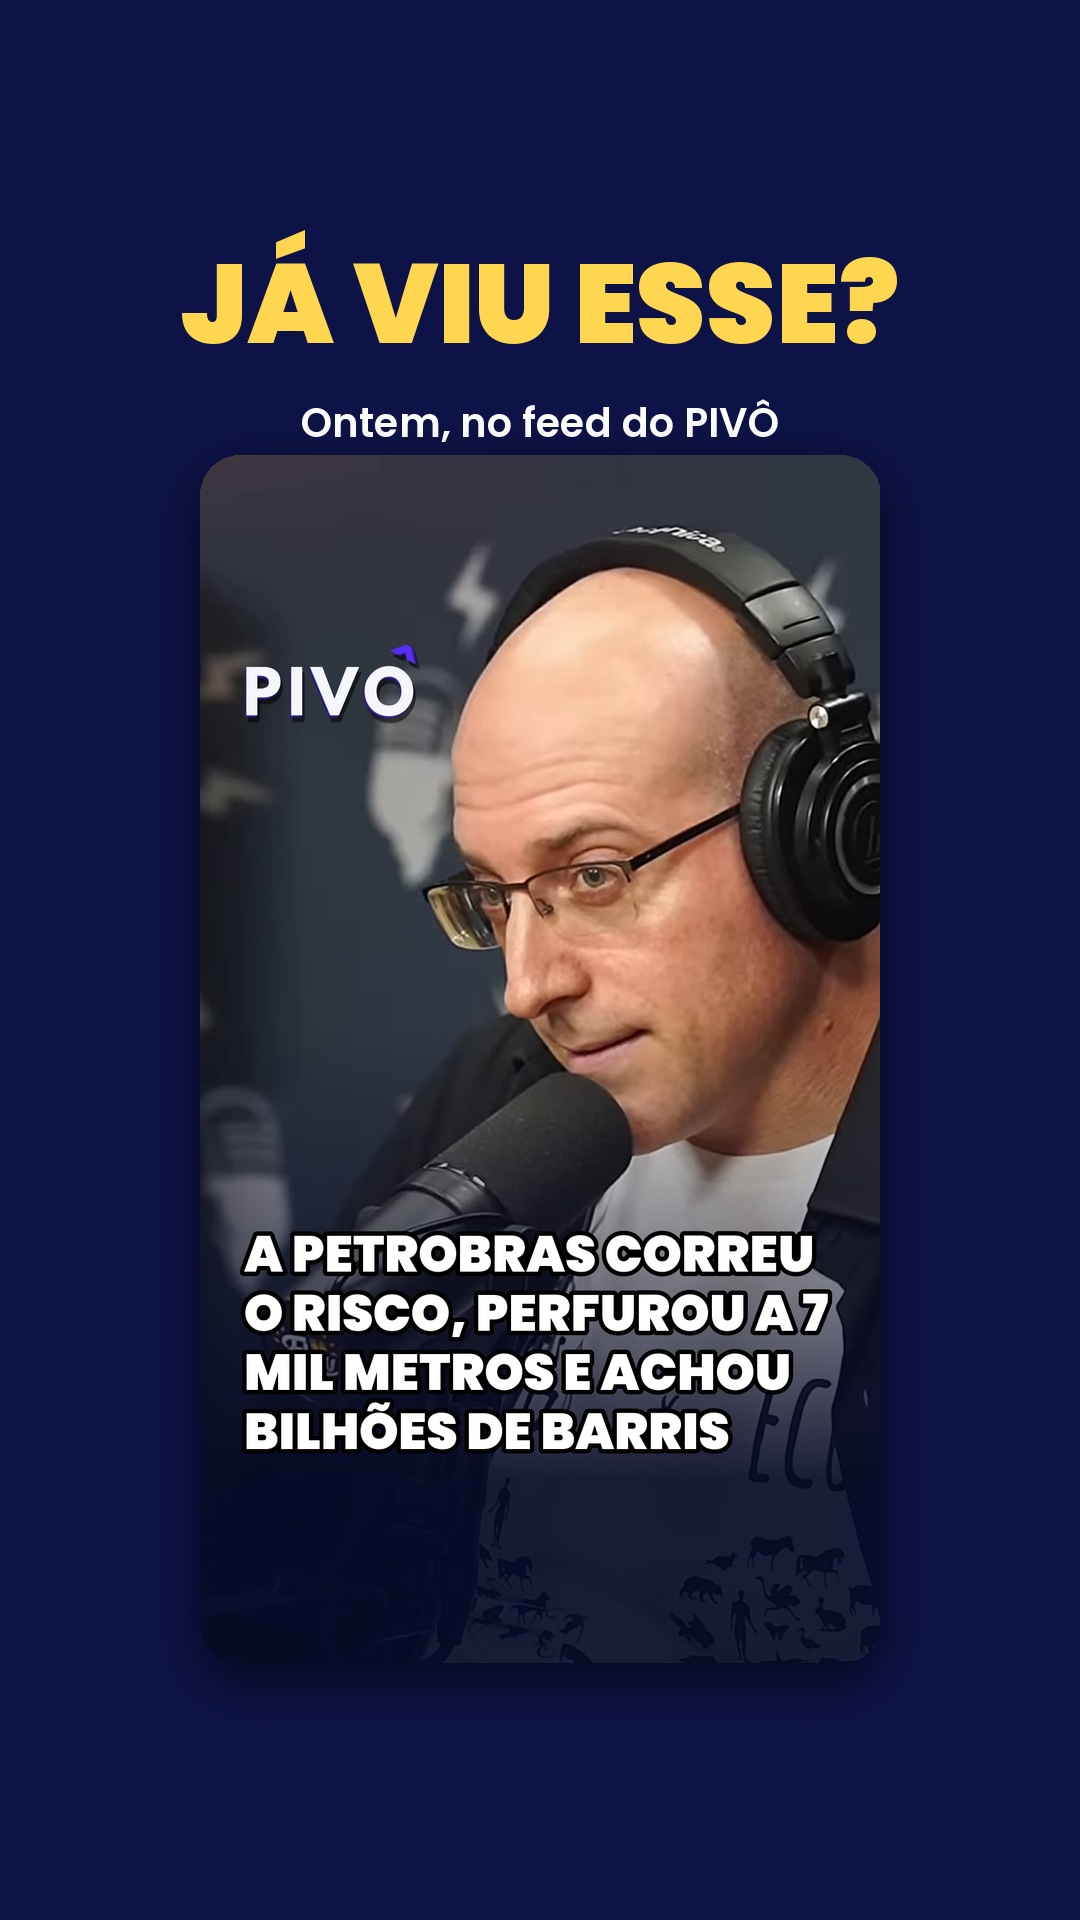 JÁ VIU ESSE?
Ontem, no feed do PIVÔ
PIVÔ
A PETROBRAS CORREU
O RISCO, PERFUROU A 7
MIL METROS E ACHOU
BILHÕES DE BARRIS